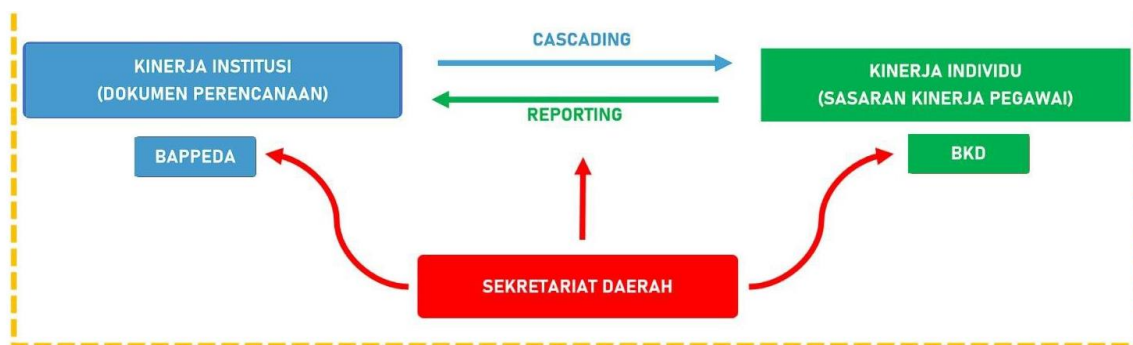 CASCADING
KINERJA INSTITUSI
(DOKUMEN PERENCANAAN)
KINERJA INDIVIDU
(SASARAN KINERJA PEGAWAI)
REPORTING
BAPPEDA
BKD
SEKRETARIAT DAERAH